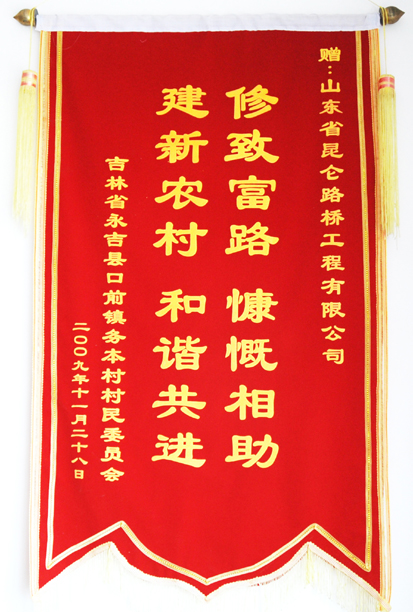 赠:山东省昆仑路桥工程有限公司
修致富路 慷慨相助
建新农村 和谐共进
吉林省永吉县口前镇务本村村民委员会
二〇〇九年十一月二十八日